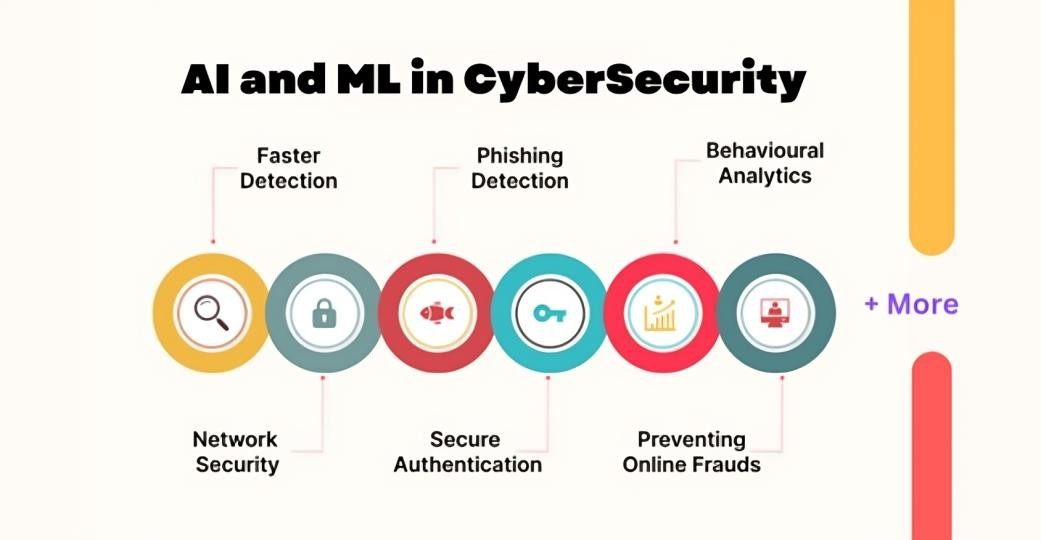 AI and ML in CyberSecurity
Faster
Detection
Phishing
Detection
Behavioural
Analytics
+ More
Network
Security
Secure
Authentication
Preventing
Online Frauds